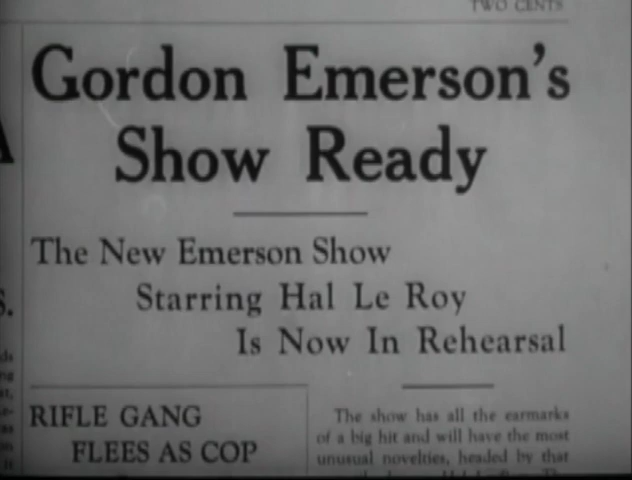 TWO CENTS
Gordon Emerson's
Show Ready
The New Emerson Show
Starring Hal Le Roy
Is Now In Rehearsal
RIFLE GANG
FLEES AS COP
The show has all the earmarks
of a big hit and will have the most
unusual novelties, headed by that